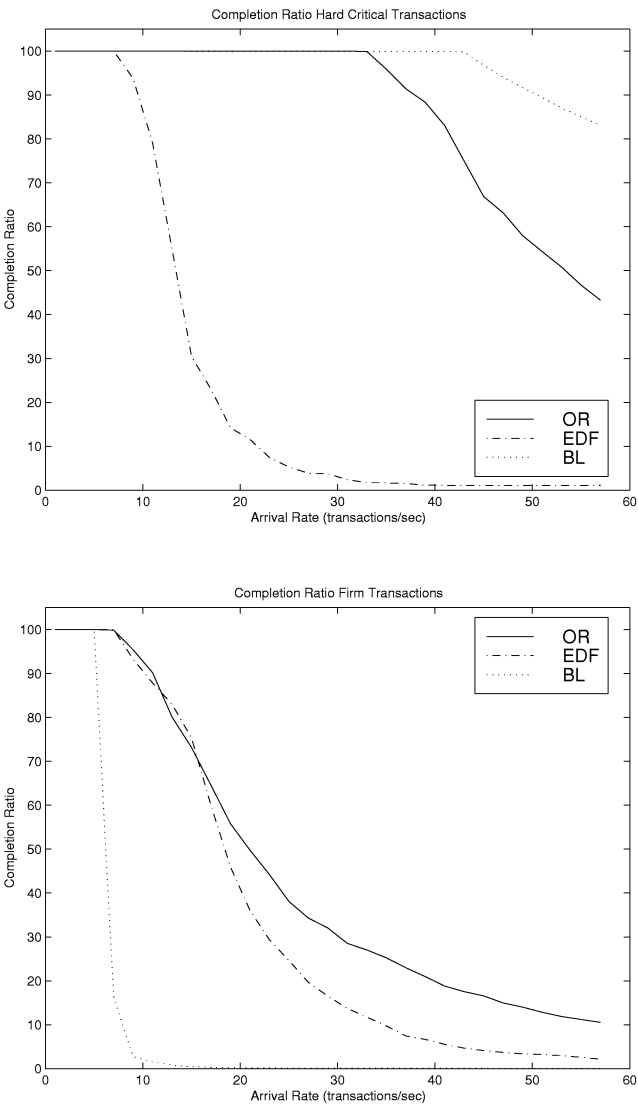 Completion Ratio Hard Critical Transactions
100
90
80
70
60
50
40
30
20
10
0
Completion Ratio
OR
EDF
BL
10 20 30 40 50 60
Arrival Rate (transactions/sec)
Completion Ratio Firm Transactions
100
90
80
70
60
50
40
30
20
10
0
Completion Ratio
OR
EDF
BL
10 20 30 40 50 60
Arrival Rate (transactions/sec)